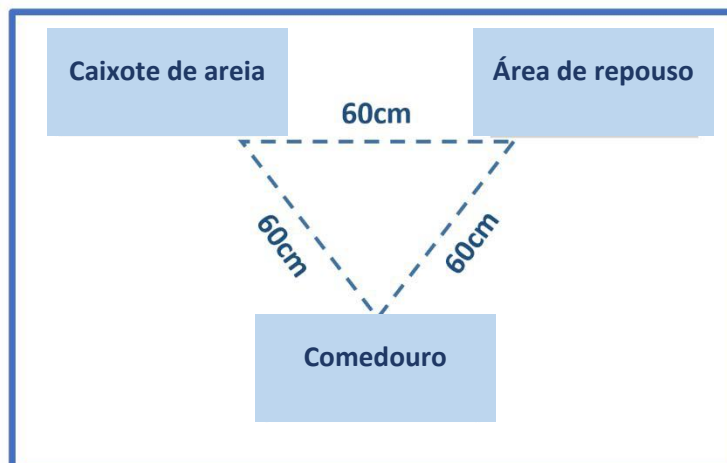 Caixote de areia
Área de repouso
60cm
60cm
60cm
Comedouro